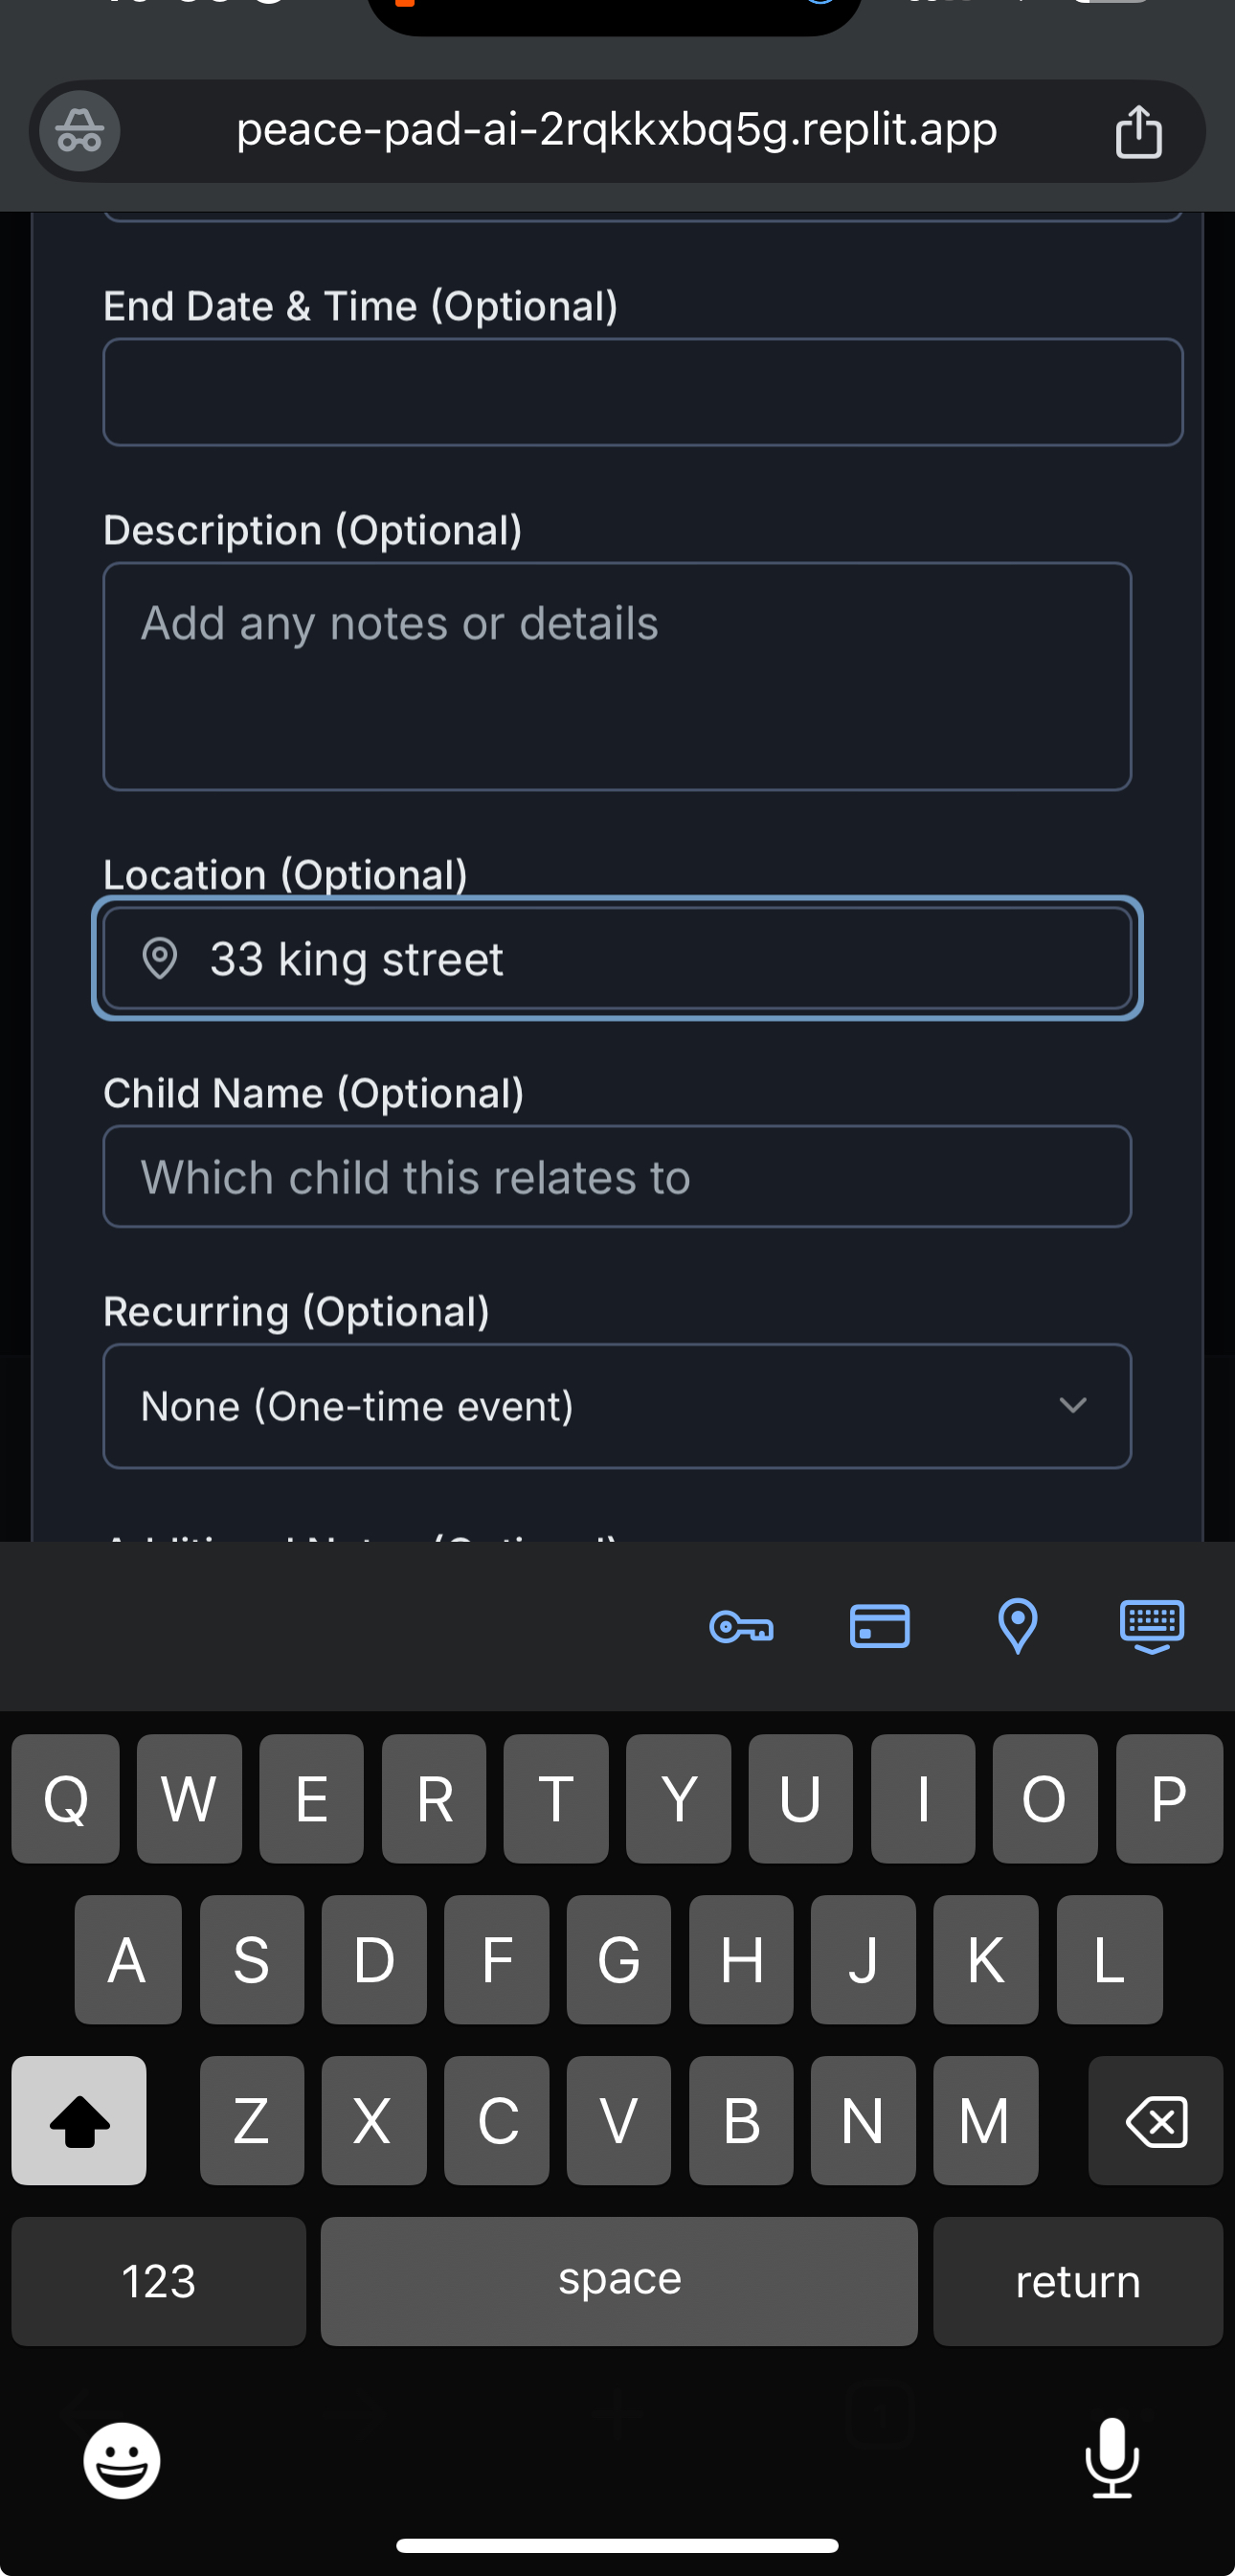 peace-pad-ai-2rqkkxbq5g.replit.app
End Date & Time (Optional)
Description (Optional)
Add any notes or details
Location (Optional)
33 king street
Child Name (Optional)
Which child this relates to
Recurring (Optional)
None (One-time event)
Q W E R T Y U I O P
A S D F G H J K L
Z X C V B N M
123 space return